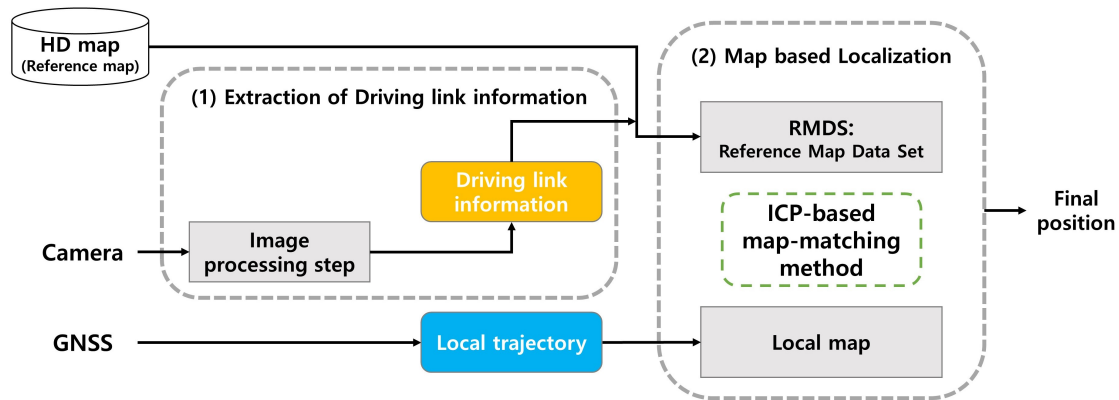 HD map
(Reference map)
(1) Extraction of Driving link information
Driving link
information
Camera
Image
processing step
GNSS
Local trajectory
(2) Map based Localization
RMDS:
Reference Map Data Set
ICP-based
map-matching
method
Local map
Final
position